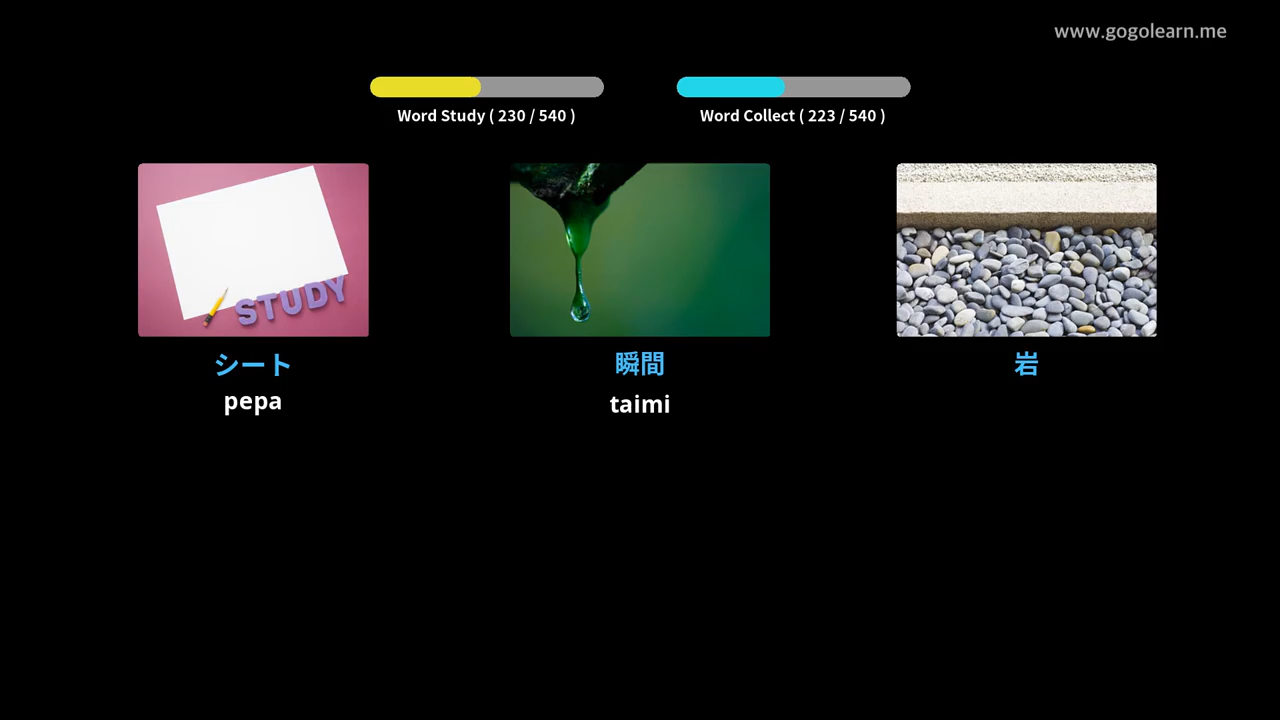 www.gogolearn.me
Word Study ( 230 / 540 )
Word Collect ( 223 / 540 )
STUDY
シート
瞬間
岩
pepa
taimi